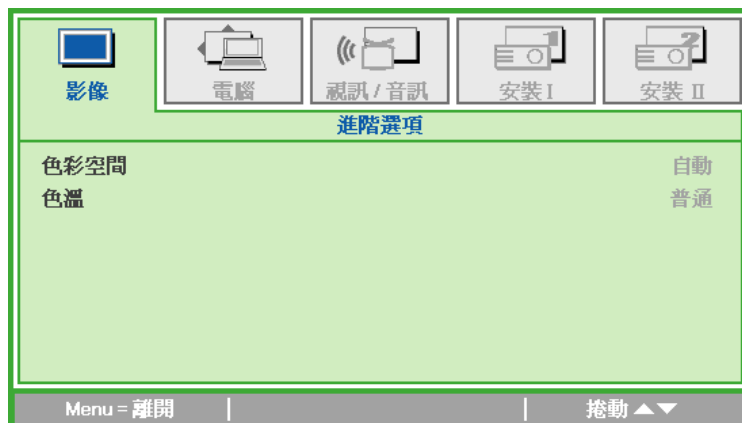 影像
電腦
視訊 / 音訊
安裝 I
安裝 II
進階選項
色彩空間 自動
色溫 普通
Menu = 離開 捲動 ▲▼